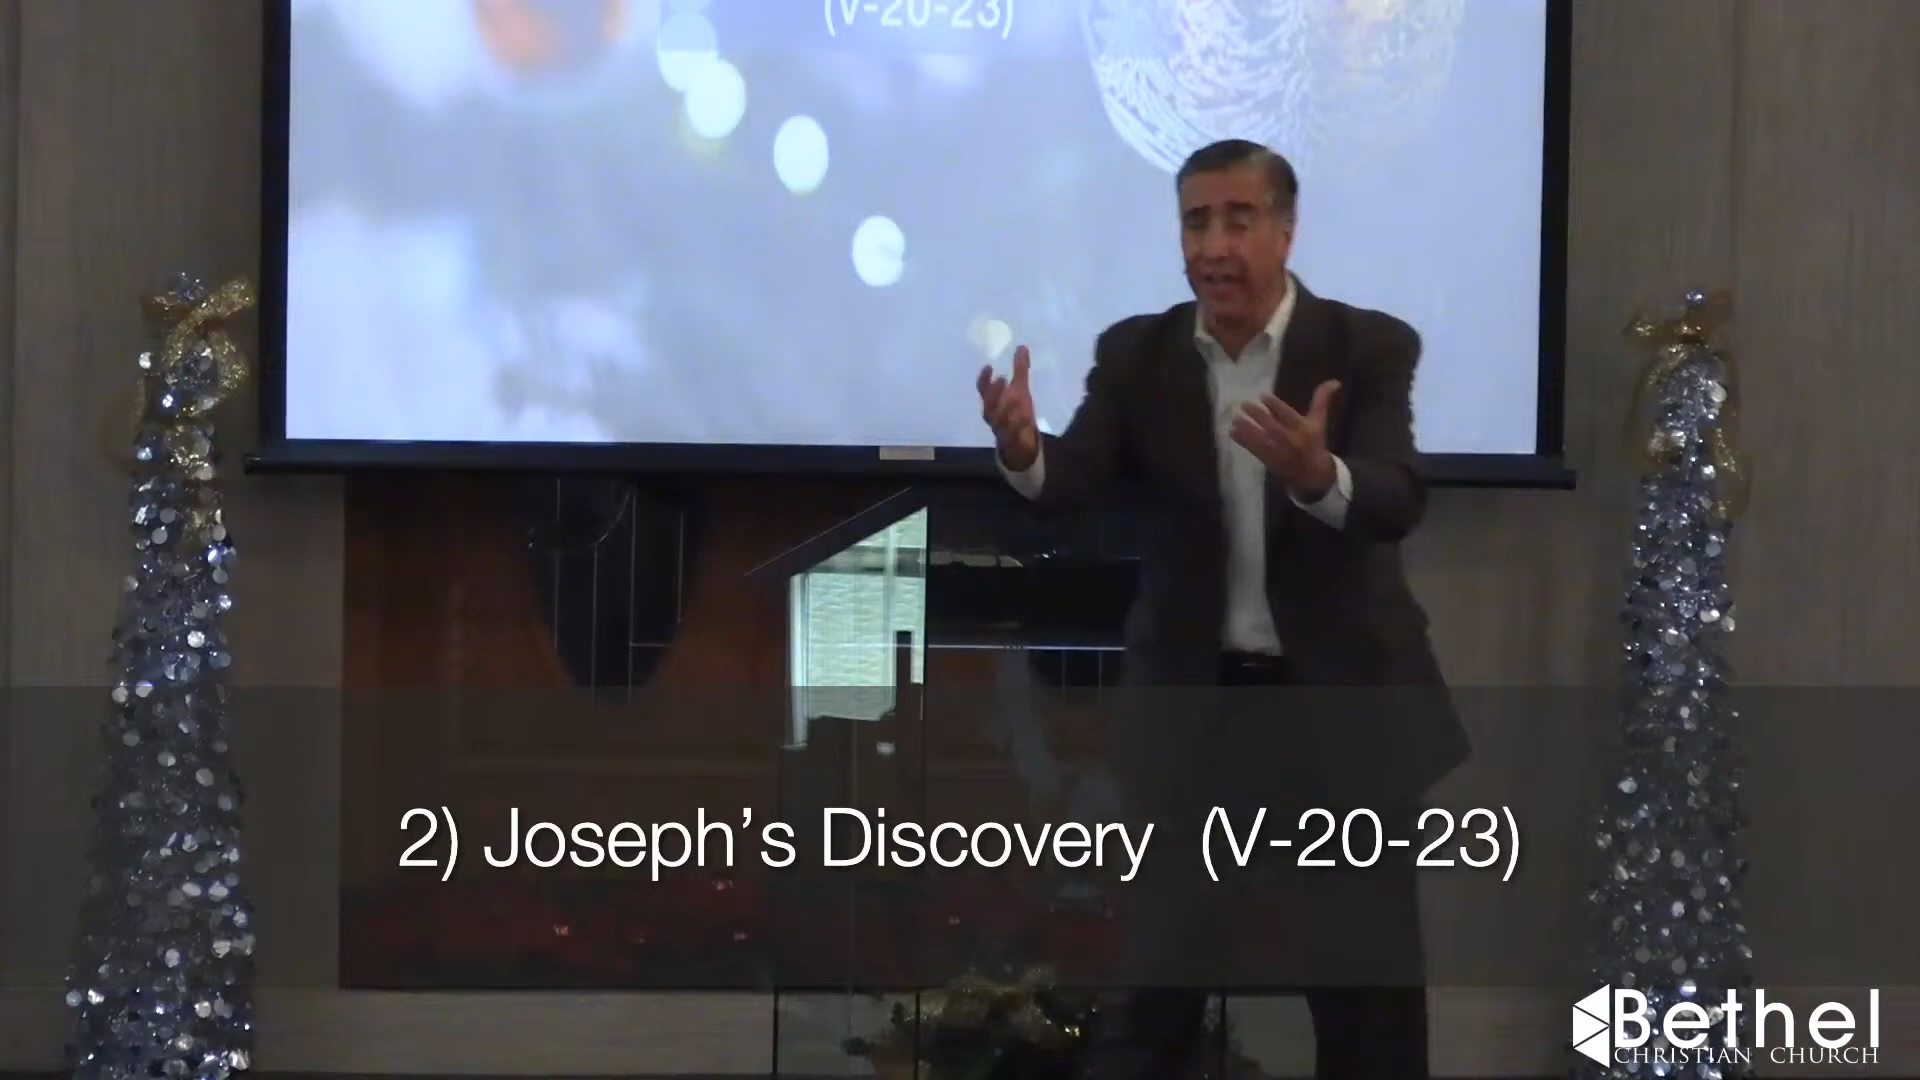 (V-20-23)
2) Joseph’s Discovery (V-20-23)
Bethel
CHRISTIAN CHURCH